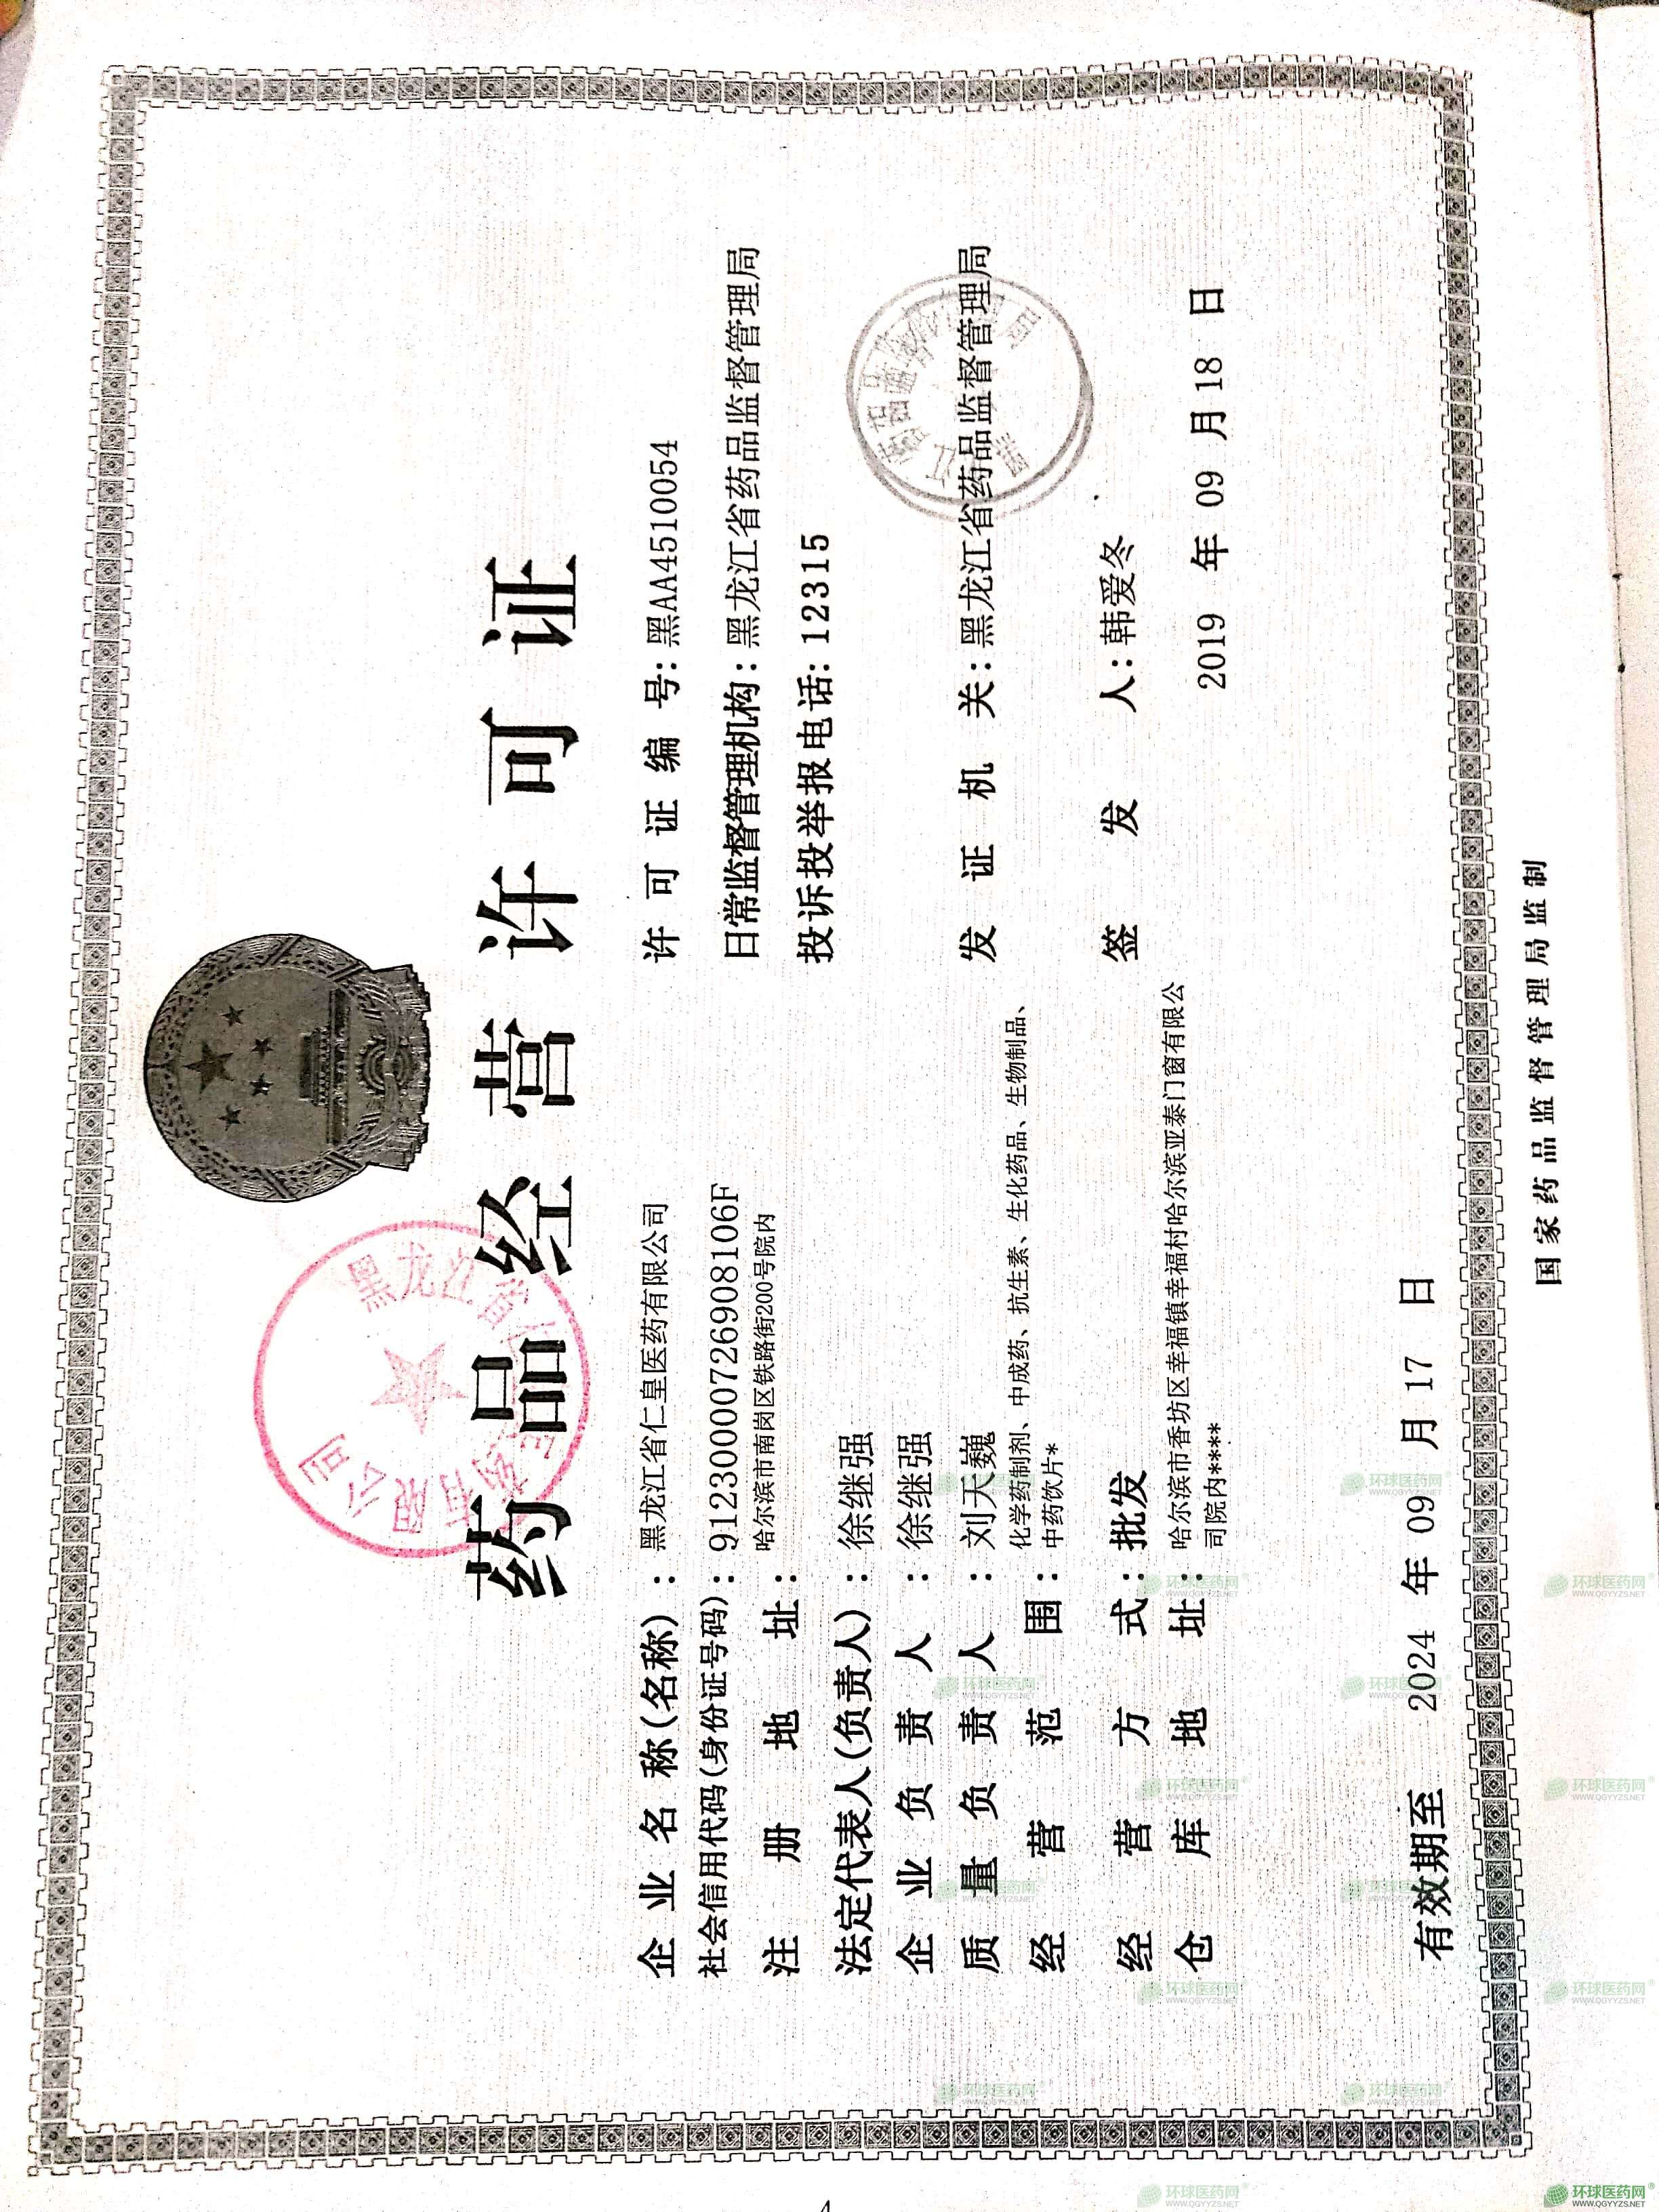 药品经营许可证
企业名称(名称):黑龙江省仁皇医药有限公司
社会信用代码(身份证号码):91230000726908106F
注册地址:哈尔滨市南岗区铁路街200号院内
法定代表人(负责人):徐继强
企业负责人:徐继强
质量负责人:刘天巍
经营范围:化学药制剂、中成药、抗生素、生化药品、生物制品、
中药饮片*
经营方式:批发
仓库地址:哈尔滨市香坊区幸福镇幸福村哈尔滨亚泰门窗有限公
司院内****
有效期至 2024 年 09 月 17 日
许可证编号:黑AA4510054
日常监督管理机构:黑龙江省药品监督管理局
投诉投举报电话:12315
发证机关:黑龙江省药品监督管理局
签发人:韩爱冬
2019 年 09 月 18 日
国家药品监督管理局监制
环球医药网
WWW.QGYYZS.NET